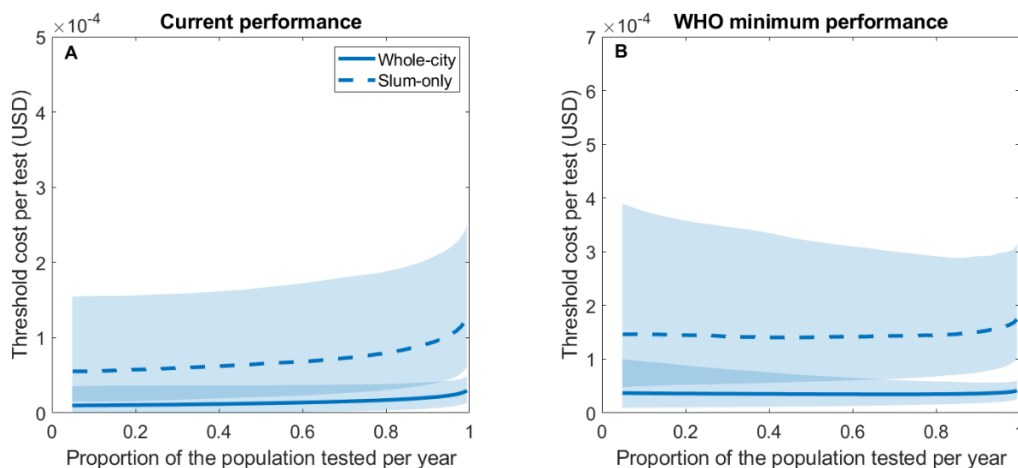 Current performance
×10⁻⁴
5
4
3
2
1
0
A
Whole-city
Slum-only
Threshold cost per test (USD)
0 0.2 0.4 0.6 0.8 1
Proportion of the population tested per year
WHO minimum performance
×10⁻⁴
7
6
5
4
3
2
1
0
B
Threshold cost per test (USD)
0 0.2 0.4 0.6 0.8 1
Proportion of the population tested per year